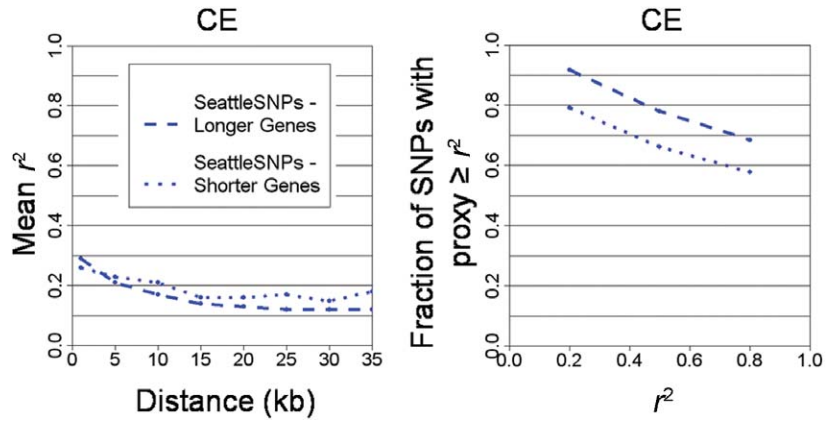 CE
Mean r²
1.0
0.8
0.6
0.4
0.2
0.0
SeattleSNPs -
Longer Genes
SeattleSNPs -
Shorter Genes
0 5 10 15 20 25 30 35
Distance (kb)
CE
Fraction of SNPs with
proxy ≥ r²
1.0
0.8
0.6
0.4
0.2
0.0
0.0 0.2 0.4 0.6 0.8 1.0
r²